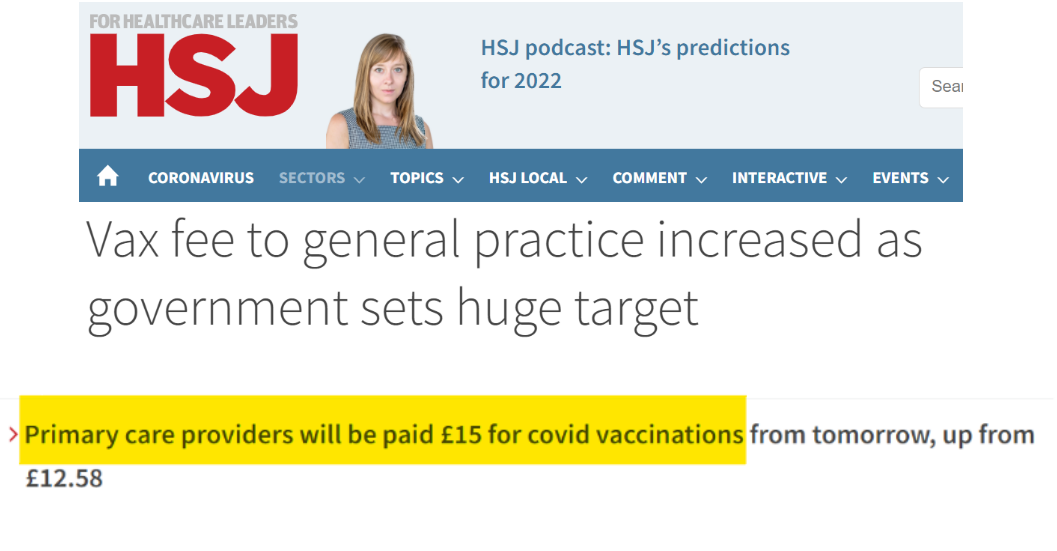 FOR HEALTHCARE LEADERS
HSJ
HSJ podcast: HSJ’s predictions
for 2022
CORONAVIRUS SECTORS TOPICS HSJ LOCAL COMMENT INTERACTIVE EVENTS
Vax fee to general practice increased as
government sets huge target
Primary care providers will be paid £15 for covid vaccinations from tomorrow, up from
£12.58